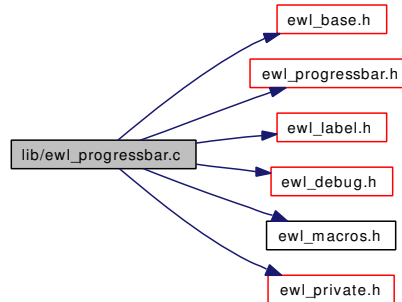 ewl_base.h
ewl_progressbar.h
lib/ewl_progressbar.c
ewl_label.h
ewl_debug.h
ewl_macros.h
ewl_private.h